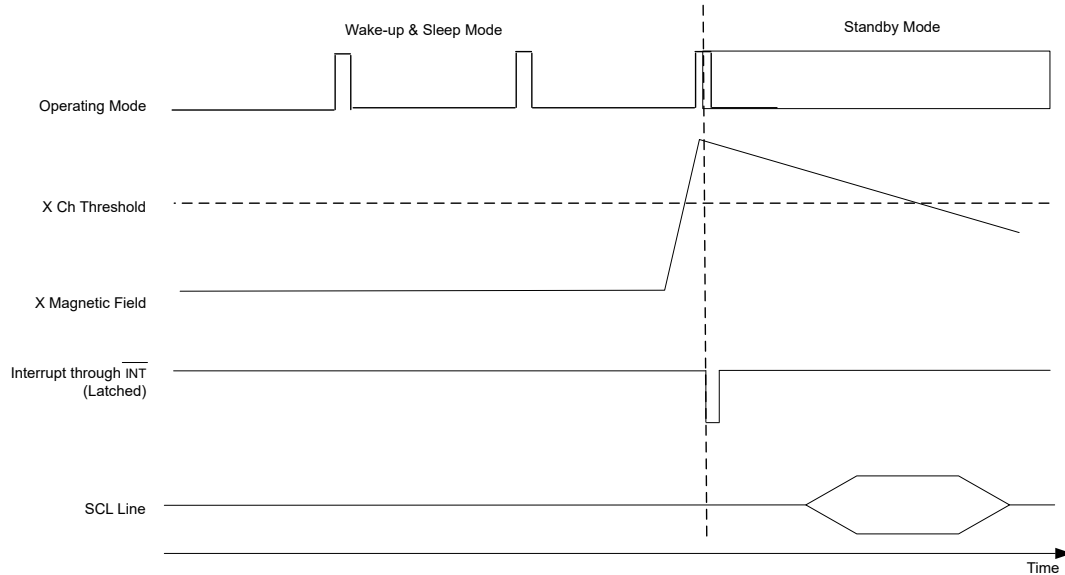 Wake-up & Sleep Mode
Standby Mode
Operating Mode
X Ch Threshold
X Magnetic Field
Interrupt through INT
(Latched)
SCL Line
Time